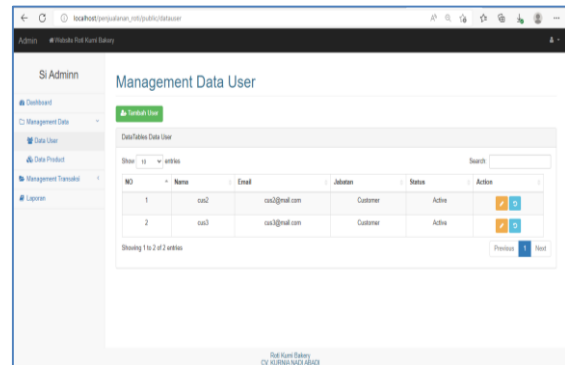 localhost/penjualanan_roti/public/datauser
Admin Website Roti Kurni Bakery
Si Adminn
Dashboard
Management Data
Data User
Data Product
Management Transaksi
Laporan
Management Data User
Tambah User
DataTables Data User
Show 10 entries
Search:
NO Name Email Jabatan Status Action
1 cus2 cus2@mail.com Customer Active
2 cus3 cus3@mail.com Customer Active
Showing 1 to 2 of 2 entries
Previous 1 Next
Roti Kurni Bakery
CV. KURNIA NADI ABADI